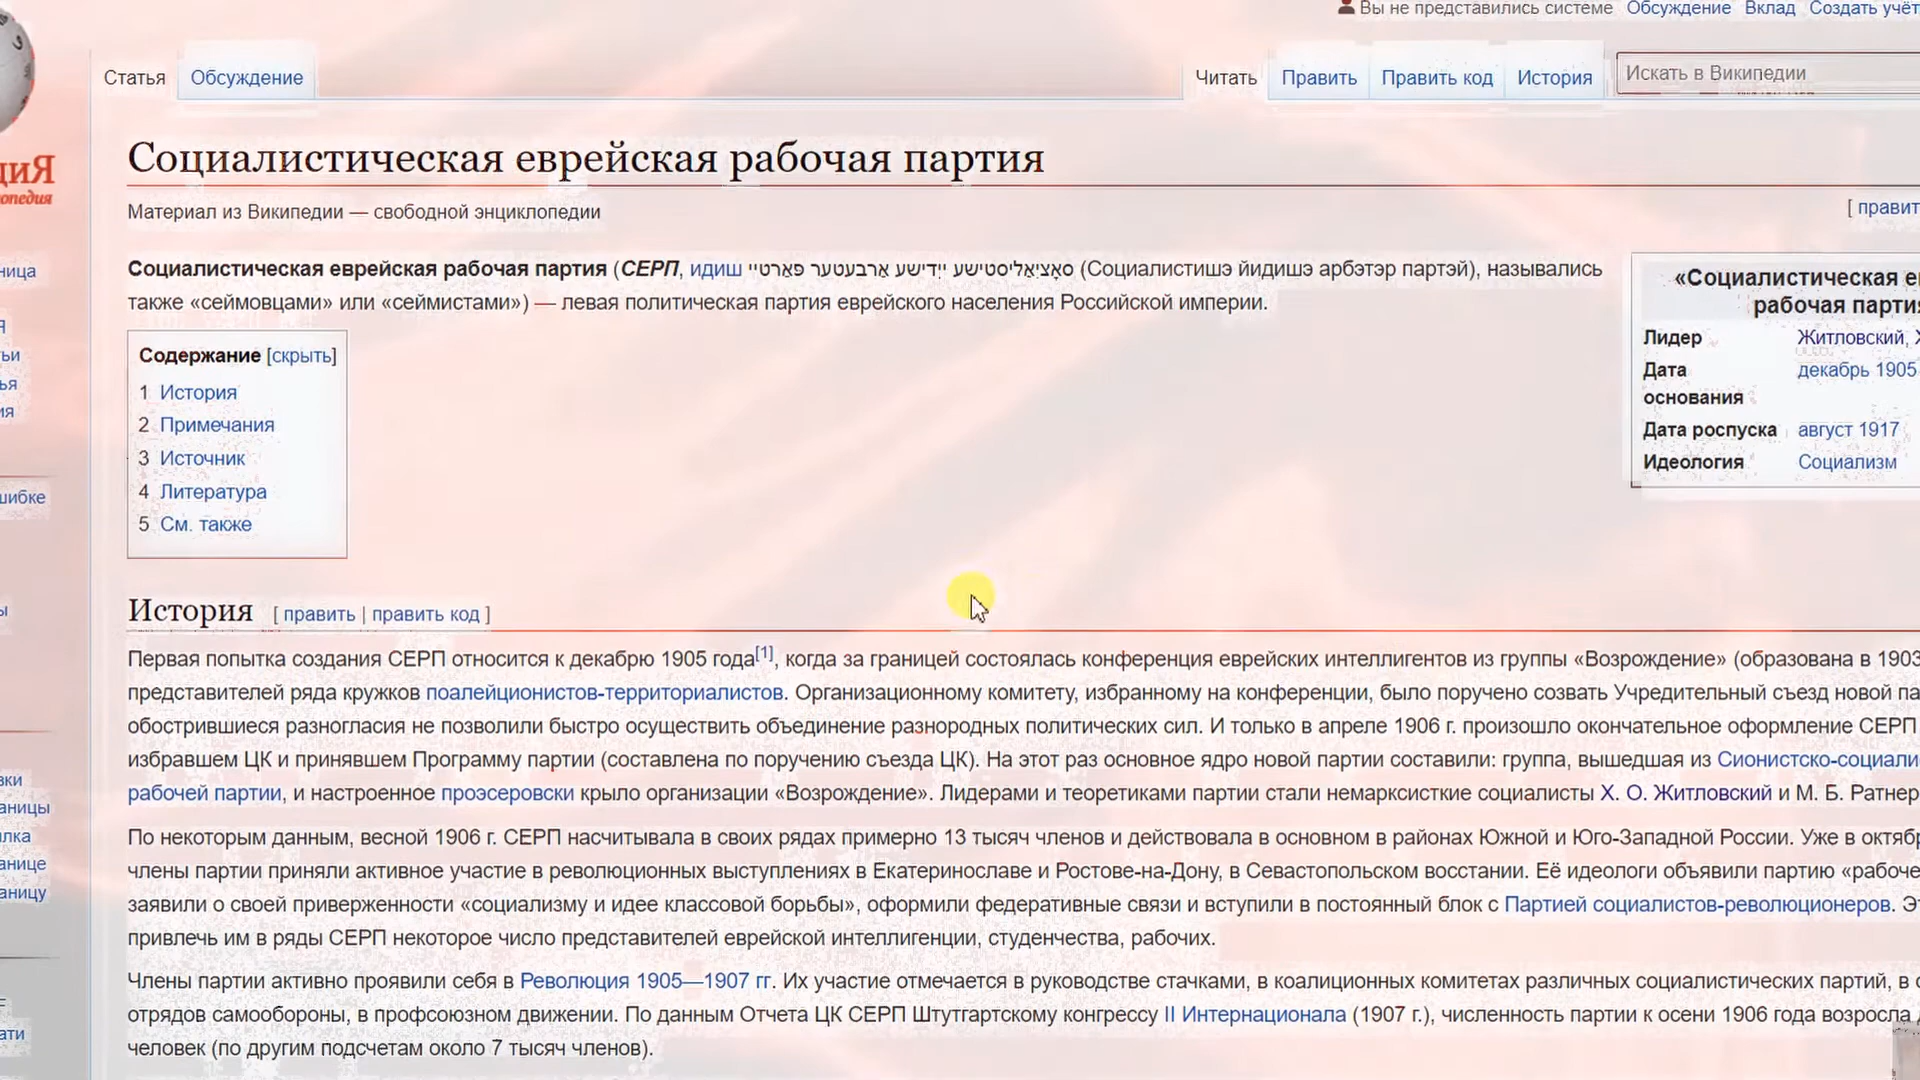 Вы не представились системе Обсуждение Вклад Создать учёт
Статья Обсуждение Читать Править Править код История Искать в Википедии
Социалистическая еврейская рабочая партия
Материал из Википедии — свободной энциклопедии
[ правит
Социалистическая еврейская рабочая партия (СЕРП, идиш סאָציאַליסטישע ייִדישע אַרבעטער פּאַרטיי (Социалистишэ йидишэ арбэтэр партэй), назывались
также «сеймовцами» или «сеймистами») — левая политическая партия еврейского населения Российской империи.
«Социалистическая е
рабочая парти
Лидер Житловский,
Дата декабрь 1905
основания
Дата роспуска август 1917
Идеология Социализм
Содержание [скрыть]
1 История
2 Примечания
3 Источник
4 Литература
5 См. также
История [ править | править код ]
Первая попытка создания СЕРП относится к декабрю 1905 года[1], когда за границей состоялась конференция еврейских интеллигентов из группы «Возрождение» (образована в 1903
представителей ряда кружков поалейционистов-территориалистов. Организационному комитету, избранному на конференции, было поручено созвать Учредительный съезд новой па
обострившиеся разногласия не позволили быстро осуществить объединение разнородных политических сил. И только в апреле 1906 г. произошло окончательное оформление СЕРП
избравшем ЦК и принявшем Программу партии (составлена по поручению съезда ЦК). На этот раз основное ядро новой партии составили: группа, вышедшая из Сионистско-социали
рабочей партии, и настроенное проэсеровски крыло организации «Возрождение». Лидерами и теоретиками партии стали немарксисткие социалисты Х. О. Житловский и М. Б. Ратнер
По некоторым данным, весной 1906 г. СЕРП насчитывала в своих рядах примерно 13 тысяч членов и действовала в основном в районах Южной и Юго-Западной России. Уже в октябр
члены партии приняли активное участие в революционных выступлениях в Екатеринославе и Ростове-на-Дону, в Севастопольском восстании. Её идеологи объявили партию «рабоче
заявили о своей приверженности «социализму и идее классовой борьбы», оформили федеративные связи и вступили в постоянный блок с Партией социалистов-революционеров. Эт
привлечь им в ряды СЕРП некоторое число представителей еврейской интеллигенции, студенчества, рабочих.
Члены партии активно проявили себя в Революция 1905—1907 гг. Их участие отмечается в руководстве стачками, в коалиционных комитетах различных социалистических партий, в
отрядов самообороны, в профсоюзном движении. По данным Отчета ЦК СЕРП Штутгартскому конгрессу II Интернационала (1907 г.), численность партии к осени 1906 года возросла
человек (по другим подсчетам около 7 тысяч членов).
ция
опедия
ница
ья
ия
шибке
ы
ки
аницы
лка
анице
аницу
ати